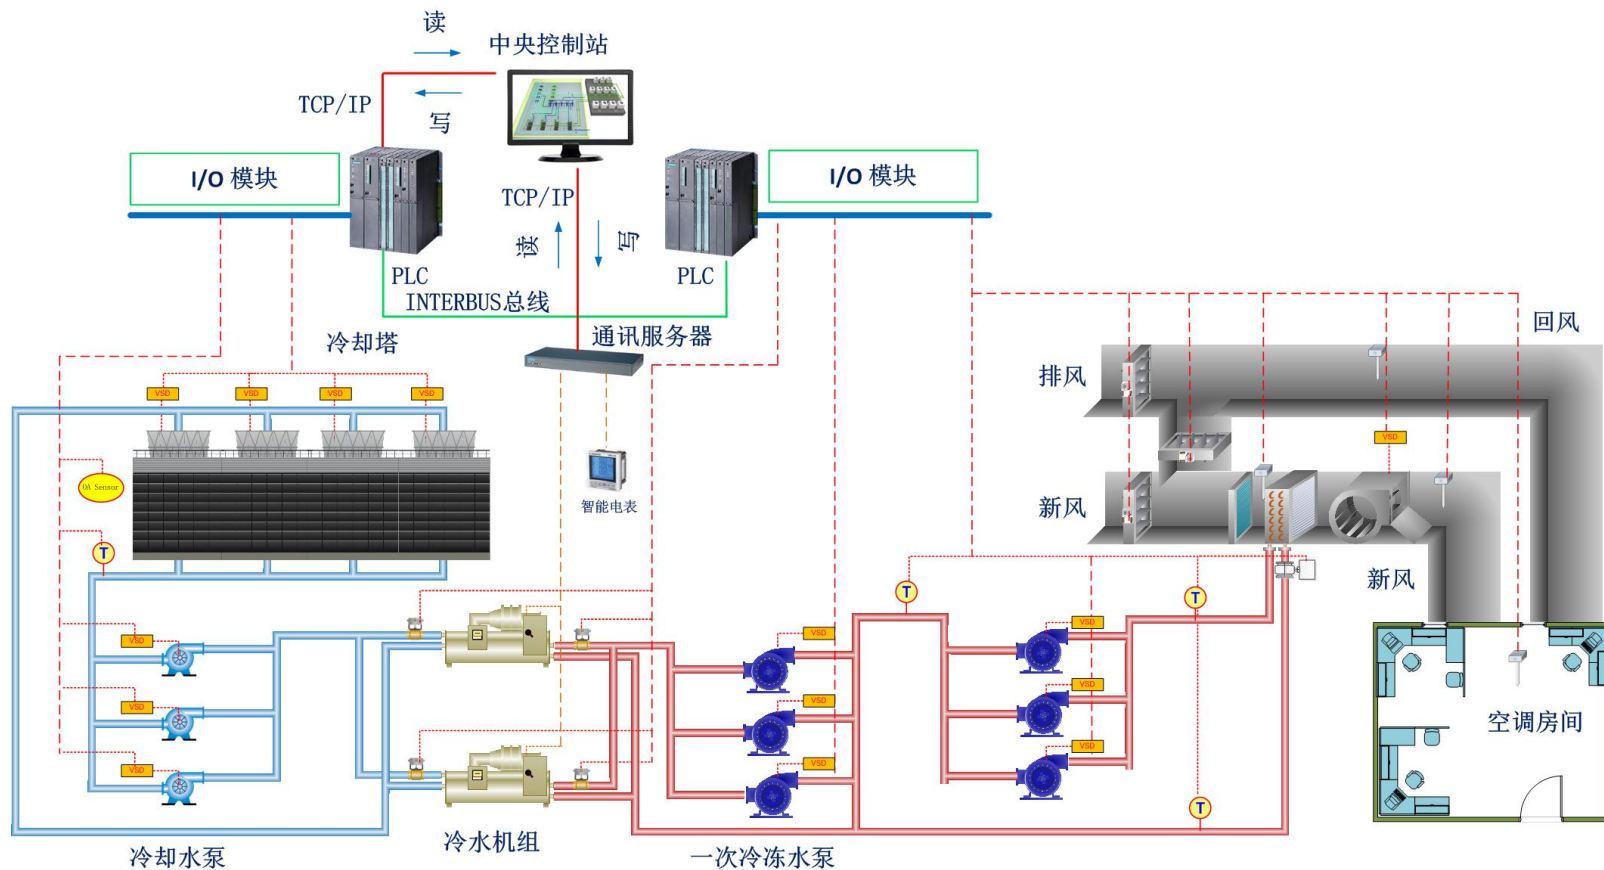 读
中央控制站
TCP/IP
写
I/O 模块
I/O 模块
TCP/IP
读
写
PLC
PLC
INTERBUS总线
冷却塔
通讯服务器
回风
VSD
VSD
VSD
VSD
排风
VSD
OA Sensor
智能电表
新风
T
新风
T
T
VSD
VSD
VSD
VSD
VSD
VSD
空调房间
VSD
VSD
VSD
T
冷却水泵
冷水机组
一次冷冻水泵